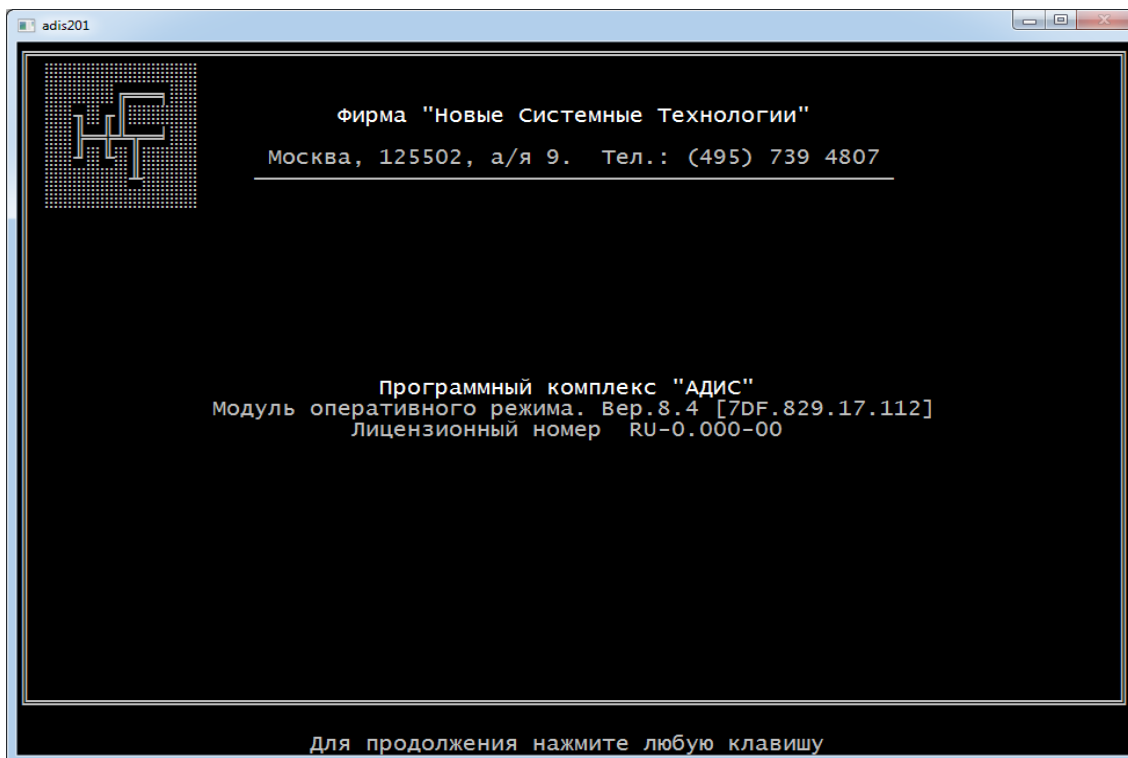 adis201
Фирма "Новые Системные Технологии"
Москва, 125502, а/я 9. Тел.: (495) 739 4807
Программный комплекс "АДИС"
Модуль оперативного режима. Вер.8.4 [7DF.829.17.112]
Лицензионный номер RU-0.000-00
Для продолжения нажмите любую клавишу